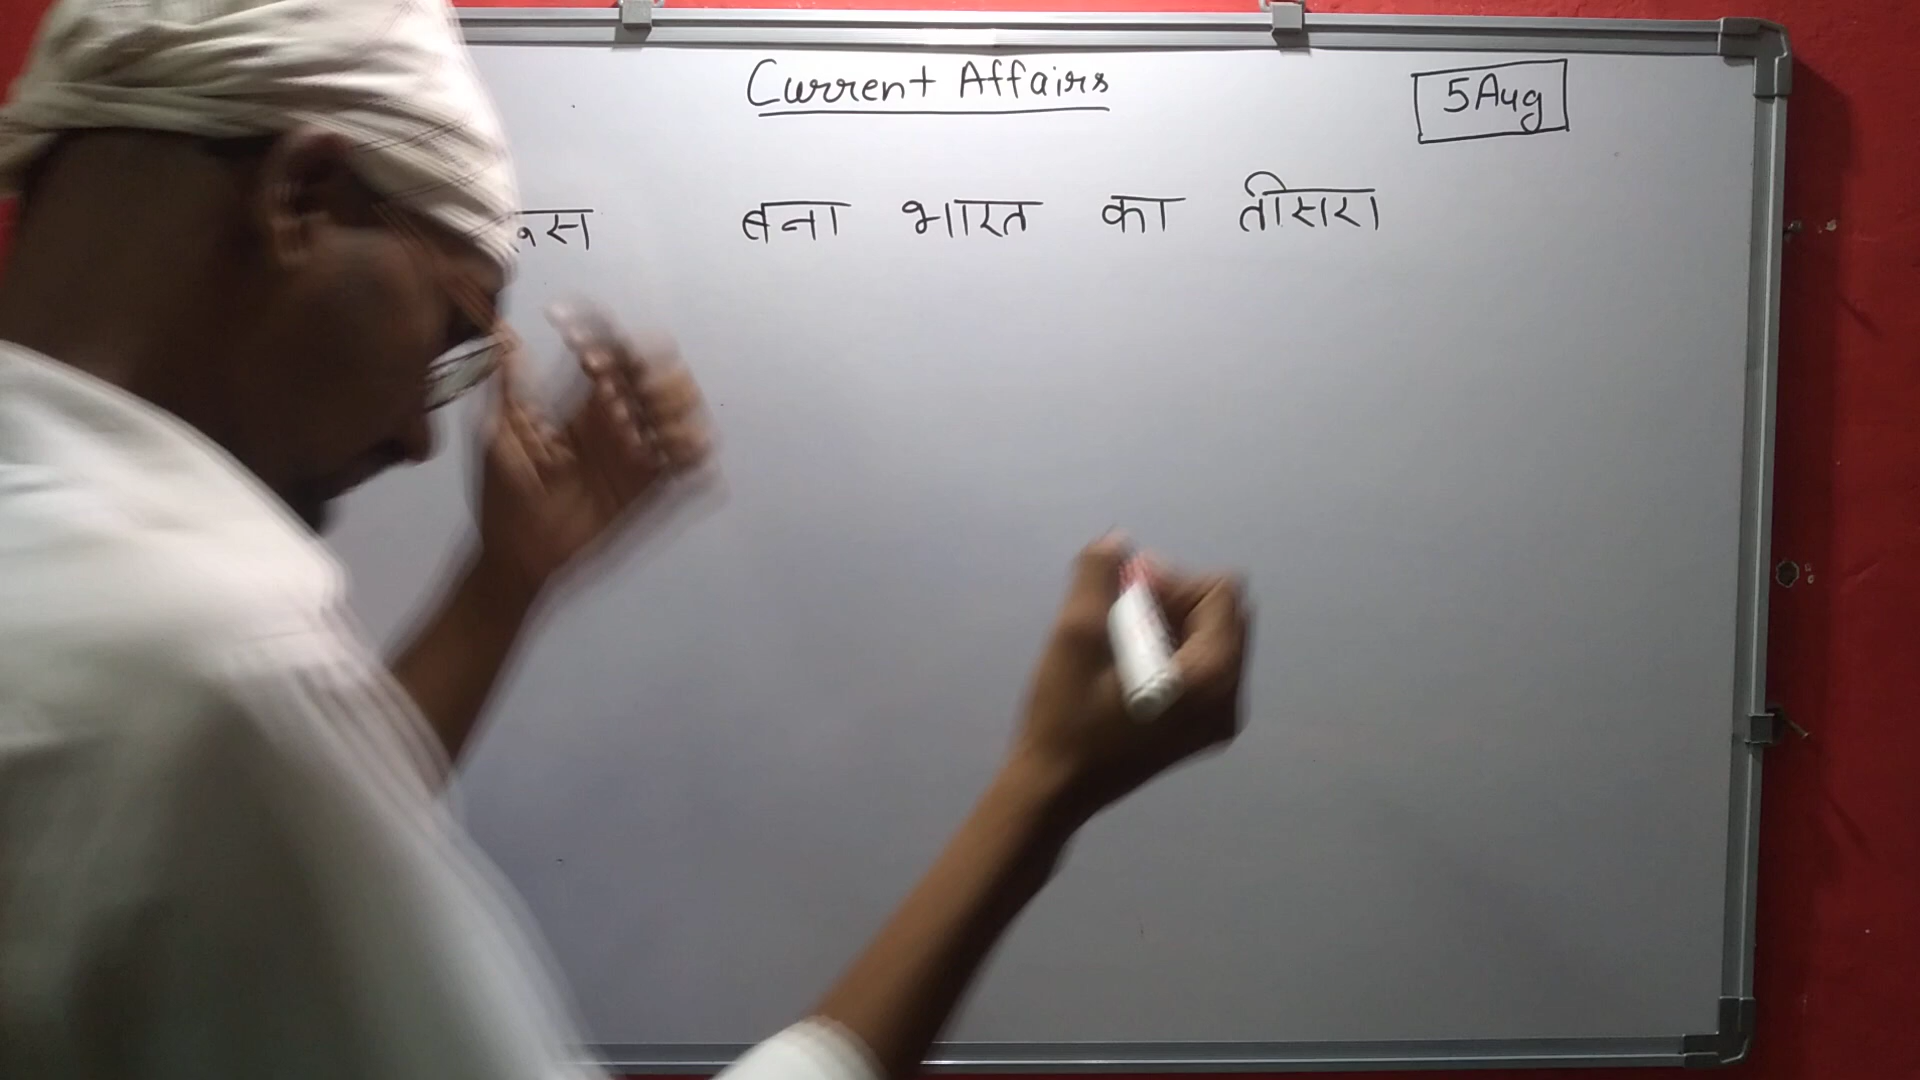 Current Affairs
5Aug
बना भारत का तीसरा